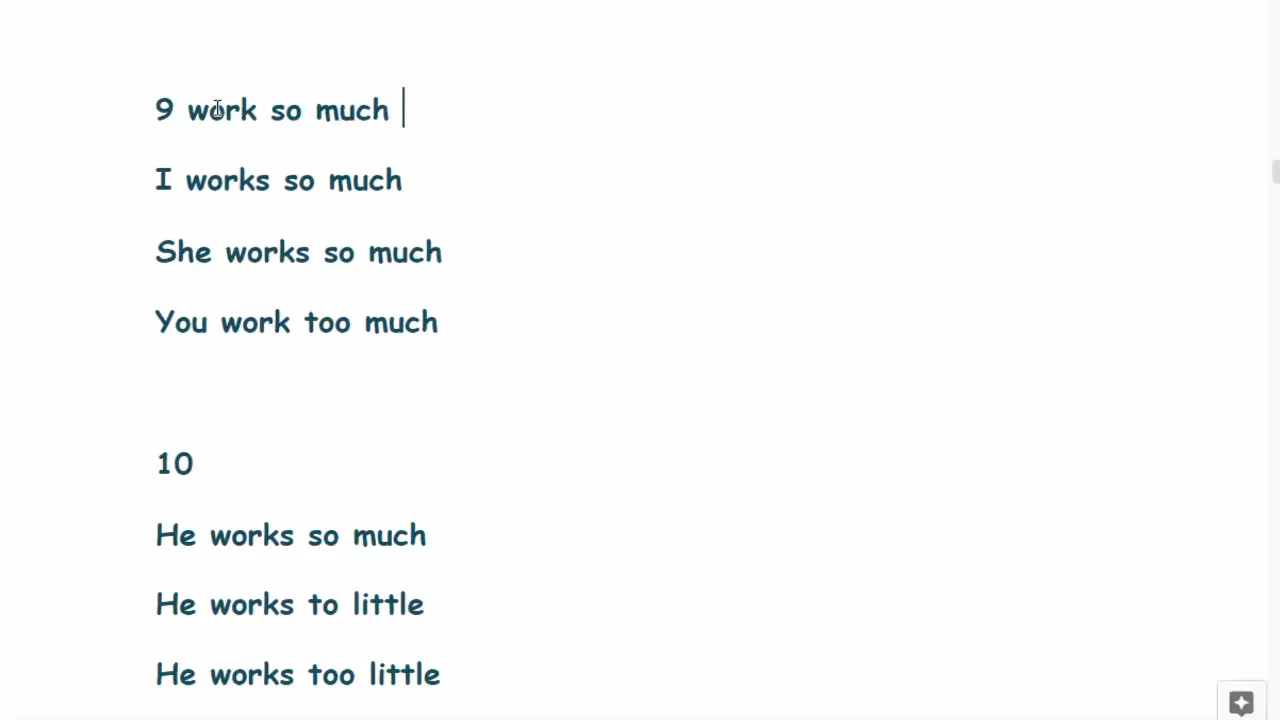 9 work so much
I works so much
She works so much
You work too much
10
He works so much
He works to little
He works too little